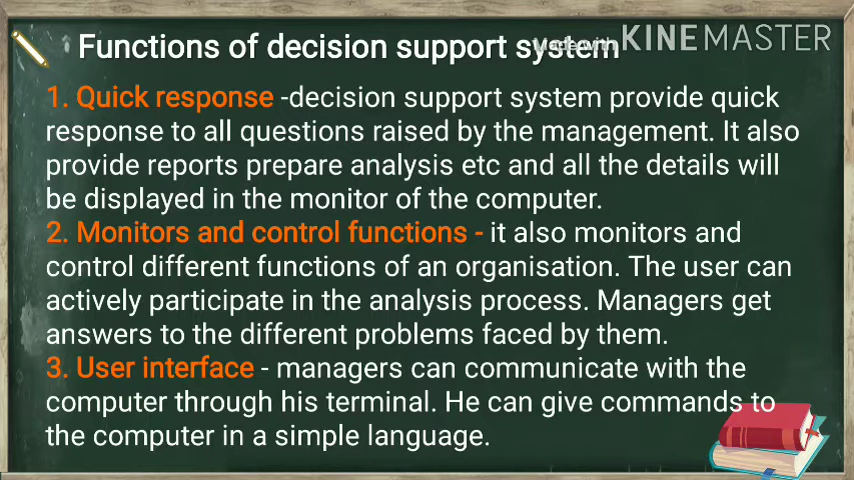 Functions of decision support system
Made with KINEMASTER
1. Quick response -decision support system provide quick
response to all questions raised by the management. It also
provide reports prepare analysis etc and all the details will
be displayed in the monitor of the computer.
2. Monitors and control functions - it also monitors and
control different functions of an organisation. The user can
actively participate in the analysis process. Managers get
answers to the different problems faced by them.
3. User interface - managers can communicate with the
computer through his terminal. He can give commands to
the computer in a simple language.